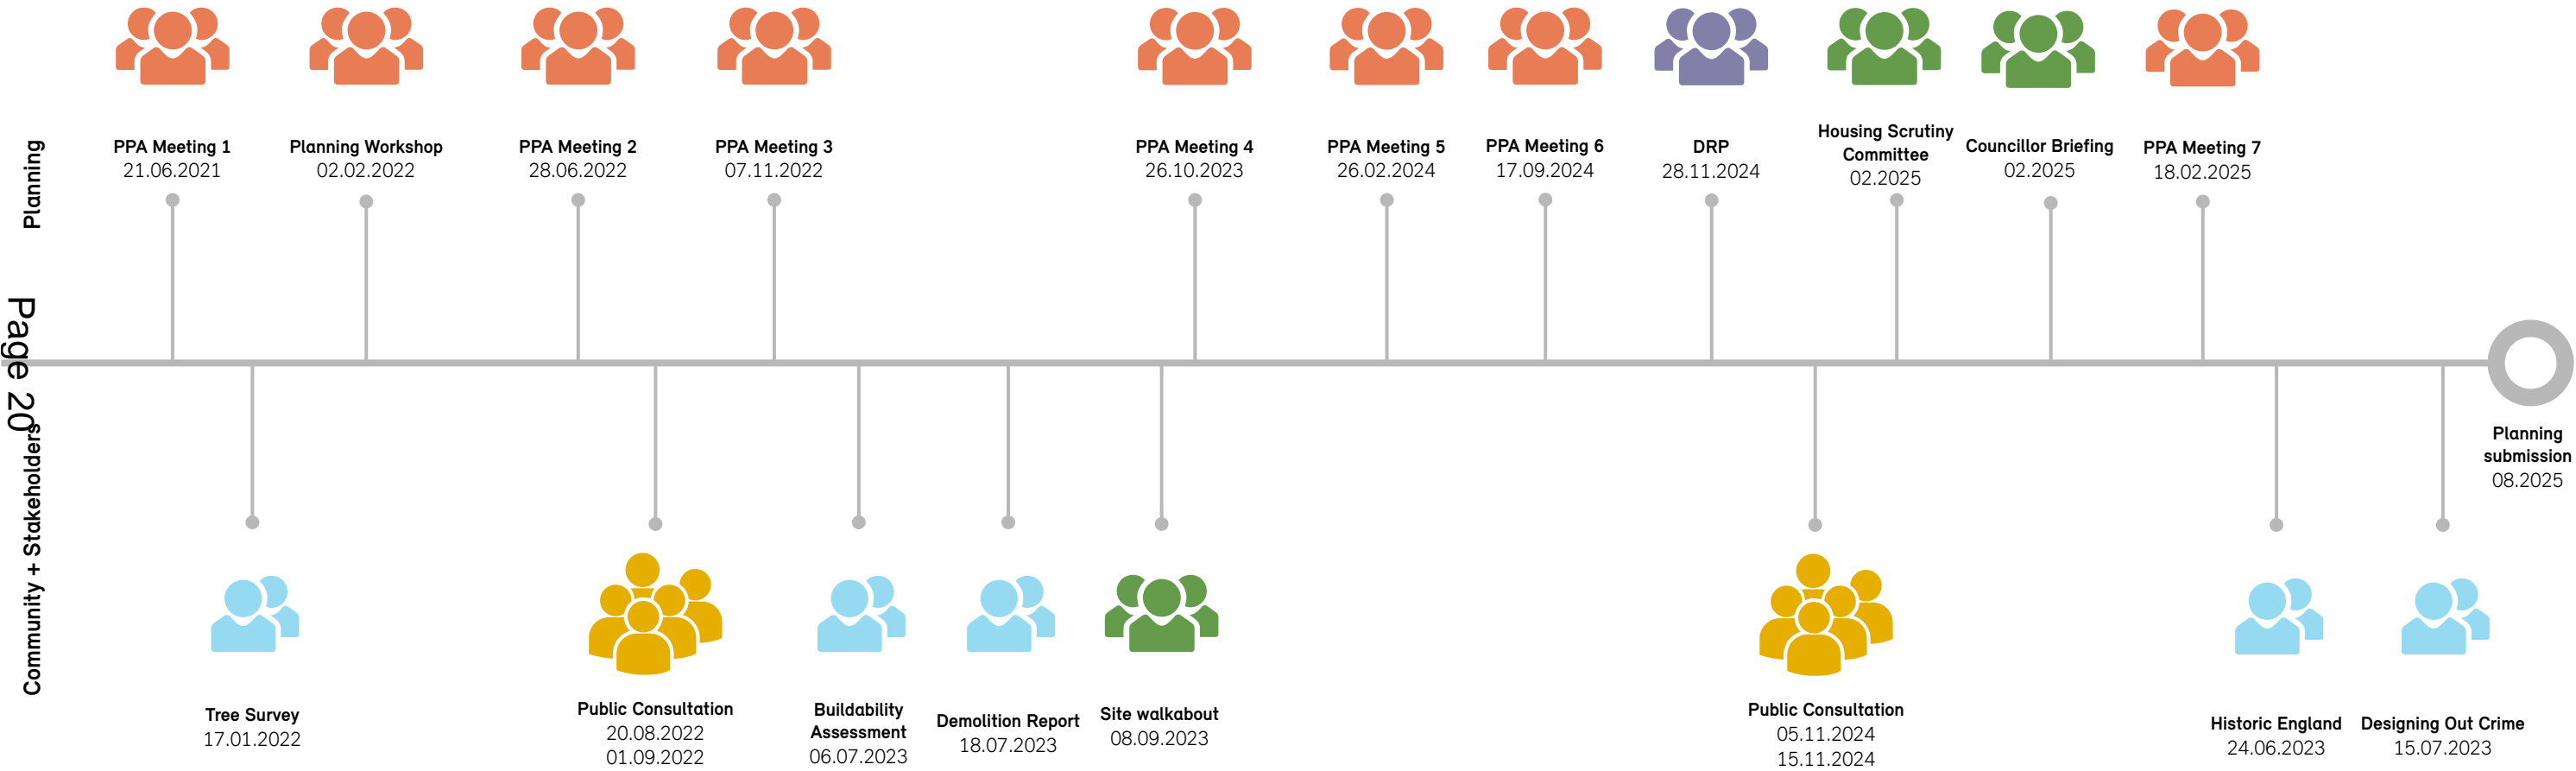 Planning
PPA Meeting 1
21.06.2021
Planning Workshop
02.02.2022
PPA Meeting 2
28.06.2022
PPA Meeting 3
07.11.2022
PPA Meeting 4
26.10.2023
PPA Meeting 5
26.02.2024
PPA Meeting 6
17.09.2024
DRP
28.11.2024
Housing Scrutiny
Committee
02.2025
Councillor Briefing
02.2025
PPA Meeting 7
18.02.2025
Page 20
Planning
submission
08.2025
Community + Stakeholders
Tree Survey
17.01.2022
Public Consultation
20.08.2022
01.09.2022
Buildability
Assessment
06.07.2023
Demolition Report
18.07.2023
Site walkabout
08.09.2023
Public Consultation
05.11.2024
15.11.2024
Historic England
24.06.2023
Designing Out Crime
15.07.2023